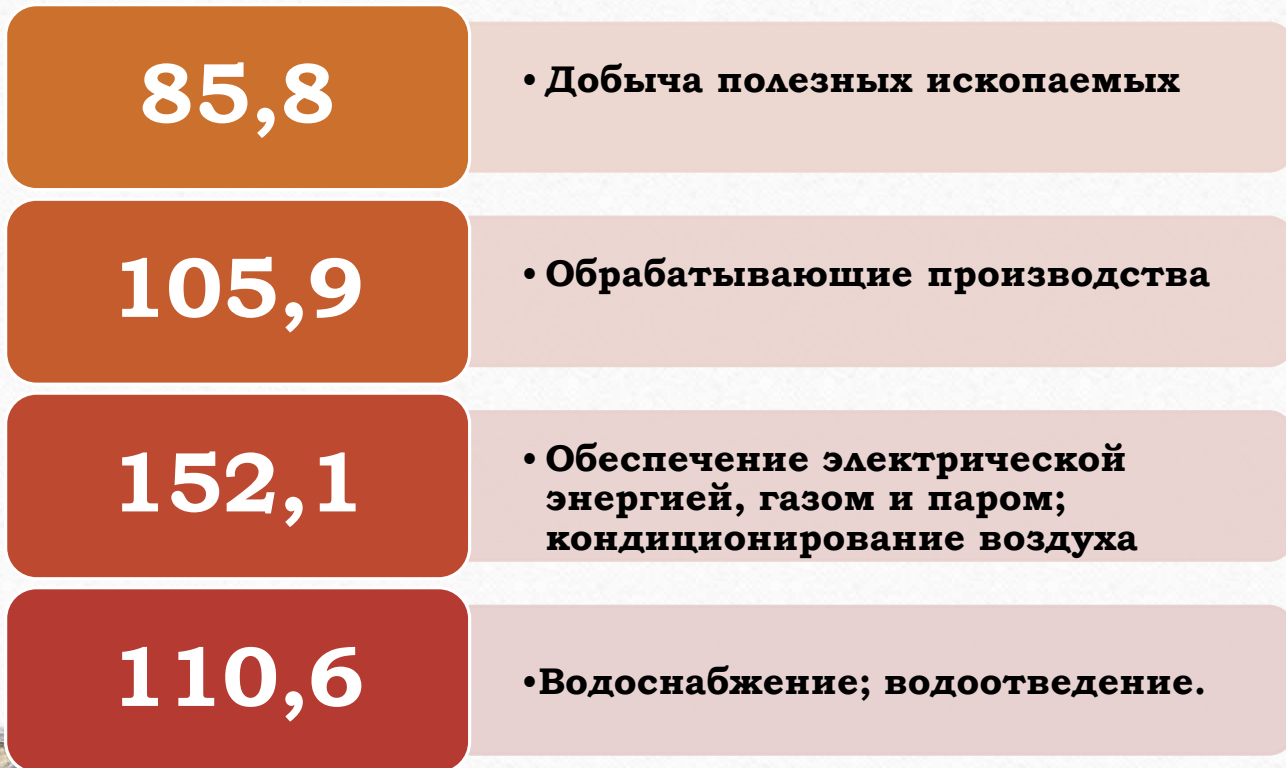 85,8
• Добыча полезных ископаемых
105,9
• Обрабатывающие производства
152,1
• Обеспечение электрической
энергией, газом и паром;
кондиционирование воздуха
110,6
•Водоснабжение; водоотведение.